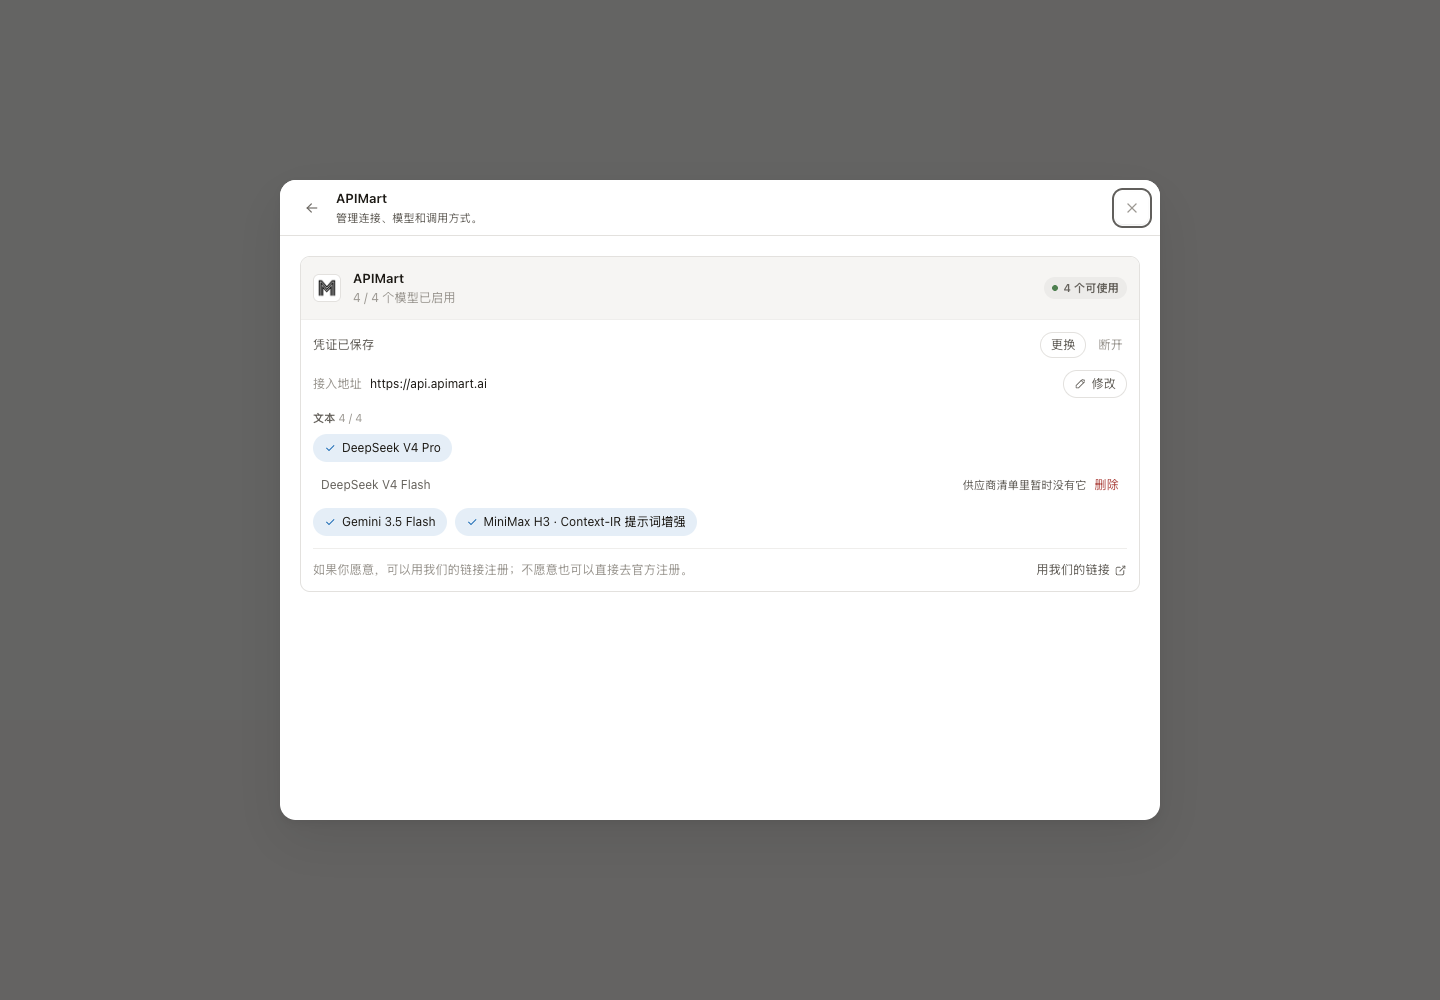 APIMart
管理连接、模型和调用方式。
APIMart
4 / 4 个模型已启用
4 个可使用
凭证已保存
更换
断开
接入地址 https://api.apimart.ai
修改
文本 4 / 4
DeepSeek V4 Pro
DeepSeek V4 Flash
供应商清单里暂时没有它 删除
Gemini 3.5 Flash
MiniMax H3 · Context-IR 提示词增强
如果你愿意，可以用我们的链接注册；不愿意也可以直接去官方注册。
用我们的链接